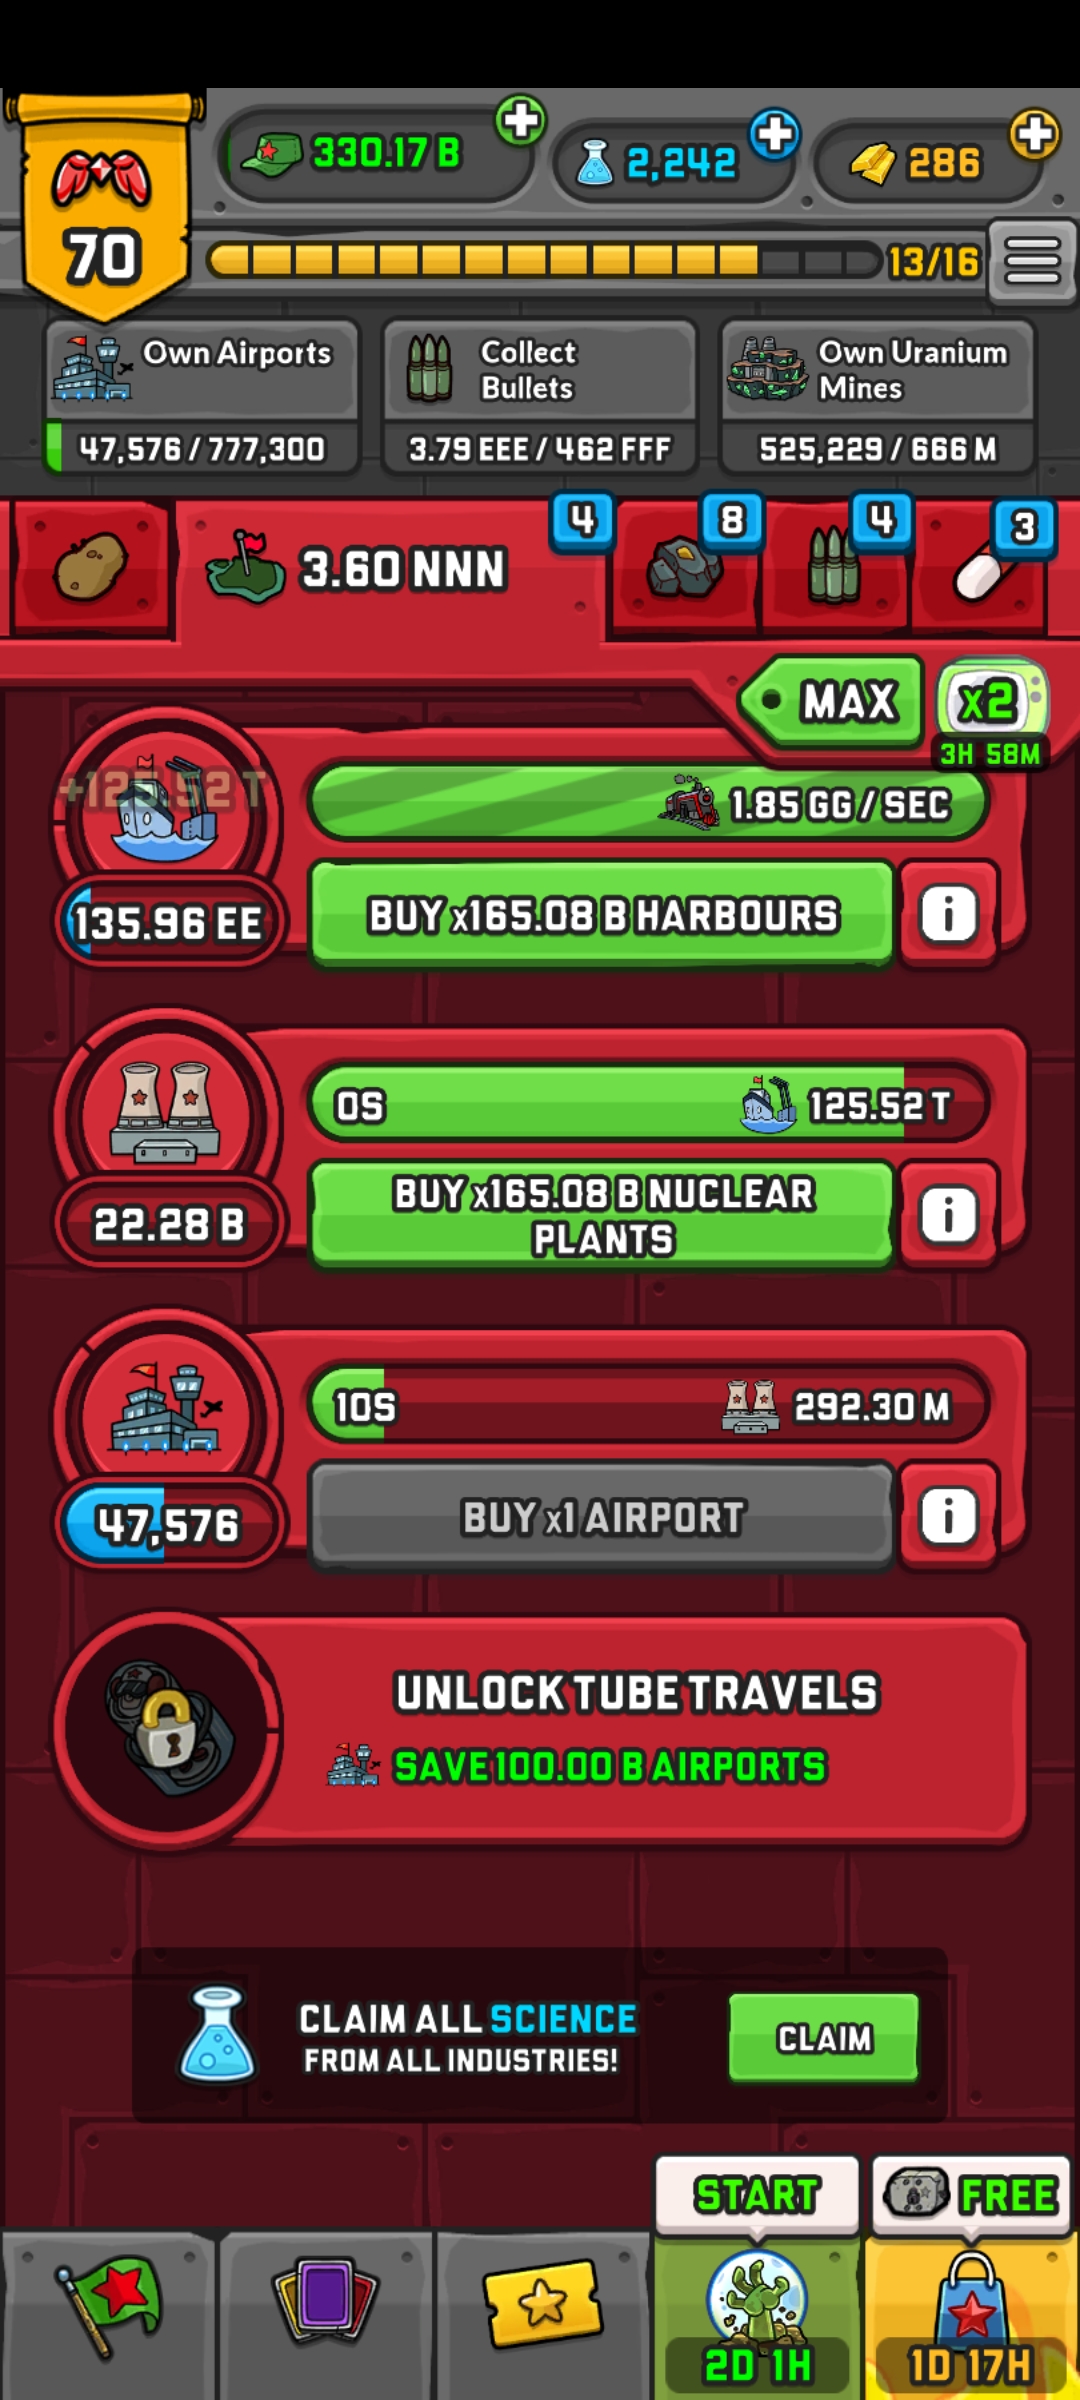 70
330.17 B
2,242
286
13/16
Own Airports
47,576 / 777,300
Collect
Bullets
3.79 EEE / 462 FFF
Own Uranium
Mines
525,229 / 666 M
3.60 NNN
4
8
4
3
MAX
x2
3H 58M
+125.52 T
1.85 GG / SEC
135.96 EE
BUY x165.08 B HARBOURS
i
0S
125.52 T
22.28 B
BUY x165.08 B NUCLEAR
PLANTS
i
10S
292.30 M
47,576
BUY x1 AIRPORT
i
UNLOCK TUBE TRAVELS
SAVE 100.00 B AIRPORTS
CLAIM ALL SCIENCE
FROM ALL INDUSTRIES!
CLAIM
START
FREE
2D 1H
1D 17H